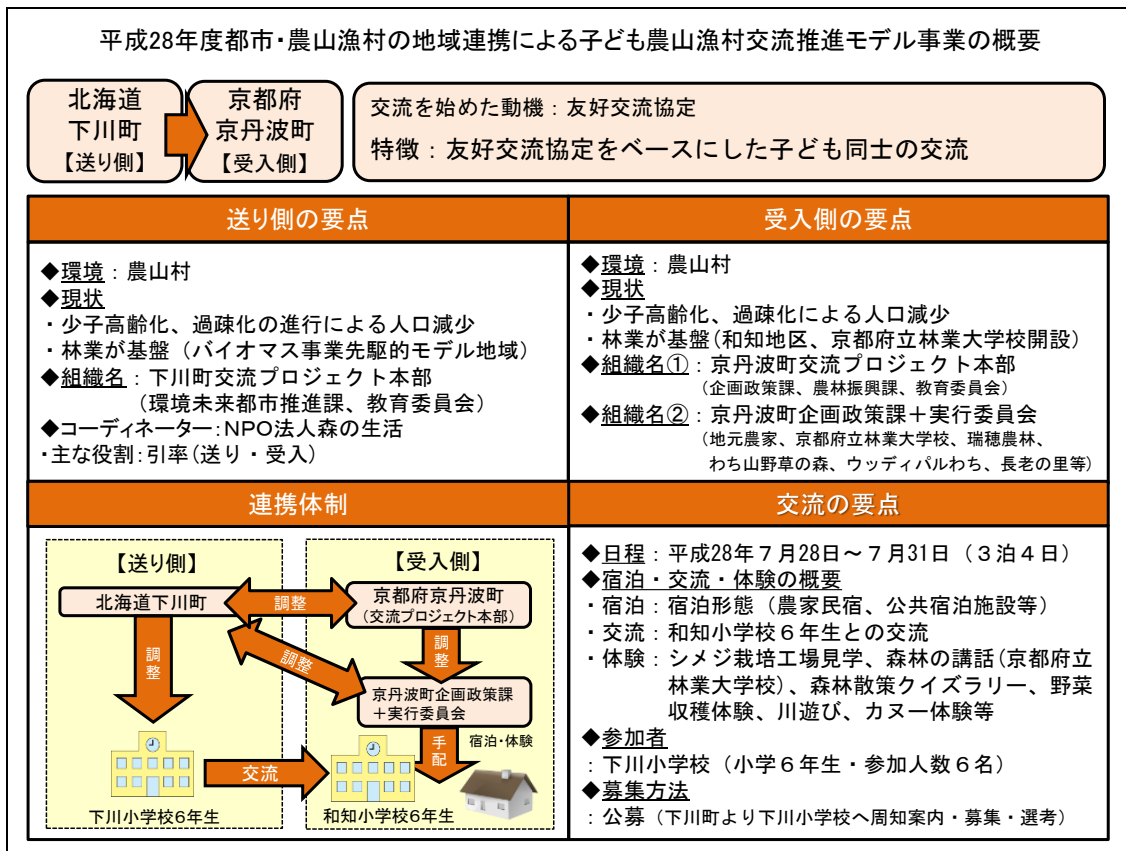 平成28年度都市・農山漁村の地域連携による子ども農山漁村交流推進モデル事業の概要
北海道
下川町
【送り側】
京都府
京丹波町
【受入側】
交流を始めた動機：友好交流協定
特徴：友好交流協定をベースにした子ども同士の交流
送り側の要点
◆環境：農山村
◆現状
・少子高齢化、過疎化の進行による人口減少
・林業が基盤（バイオマス事業先駆的モデル地域）
◆組織名：下川町交流プロジェクト本部
（環境未来都市推進課、教育委員会）
◆コーディネーター：NPO法人森の生活
・主な役割：引率（送り・受入）
受入側の要点
◆環境：農山村
◆現状
・少子高齢化、過疎化による人口減少
・林業が基盤（和知地区、京都府立林業大学校開設）
◆組織名①：京丹波町交流プロジェクト本部
（企画政策課、農林振興課、教育委員会）
◆組織名②：京丹波町企画政策課＋実行委員会
（地元農家、京都府立林業大学校、瑞穂農林、
わち山野草の森、ウッディパルわち、長老の里等）
連携体制
【送り側】
北海道下川町
調整
下川小学校6年生
調整
調整
交流
【受入側】
京都府京丹波町
（交流プロジェクト本部）
調整
京丹波町企画政策課
＋実行委員会
手配
宿泊・体験
和知小学校6年生
交流の要点
◆日程：平成28年７月28日～７月31日（３泊４日）
◆宿泊・交流・体験の概要
・宿泊：宿泊形態（農家民宿、公共宿泊施設等）
・交流：和知小学校６年生との交流
・体験：シメジ栽培工場見学、森林の講話（京都府立
林業大学校）、森林散策クイズラリー、野菜
収穫体験、川遊び、カヌー体験等
◆参加者
：下川小学校（小学６年生・参加人数６名）
◆募集方法
：公募（下川町より下川小学校へ周知案内・募集・選考）